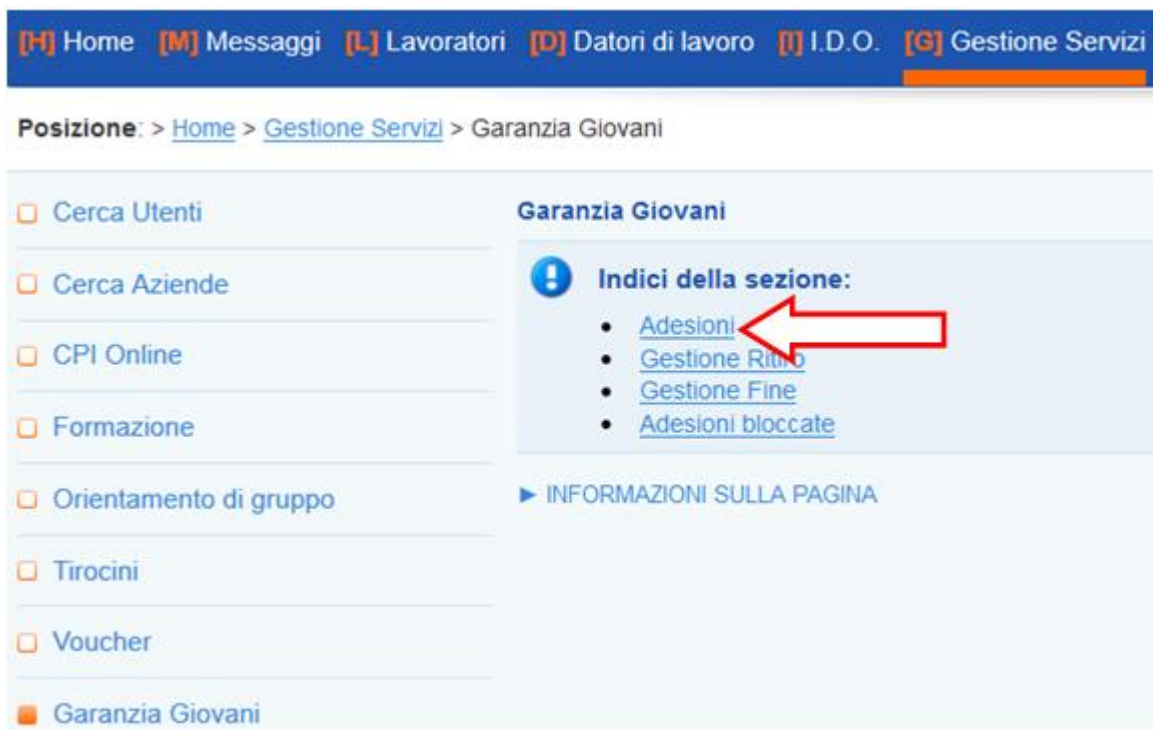 [H] Home [M] Messaggi [L] Lavoratori [D] Datori di lavoro [I] I.D.O. [G] Gestione Servizi
Posizione: > Home > Gestione Servizi > Garanzia Giovani
Cerca Utenti
Cerca Aziende
CPI Online
Formazione
Orientamento di gruppo
Tirocini
Voucher
Garanzia Giovani
Garanzia Giovani
Indici della sezione:
• Adesioni
• Gestione Ritiro
• Gestione Fine
• Adesioni bloccate
► INFORMAZIONI SULLA PAGINA